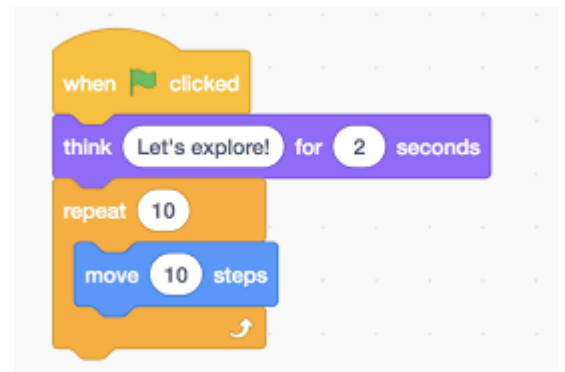 when clicked
think Let's explore! for 2 seconds
repeat 10
move 10 steps